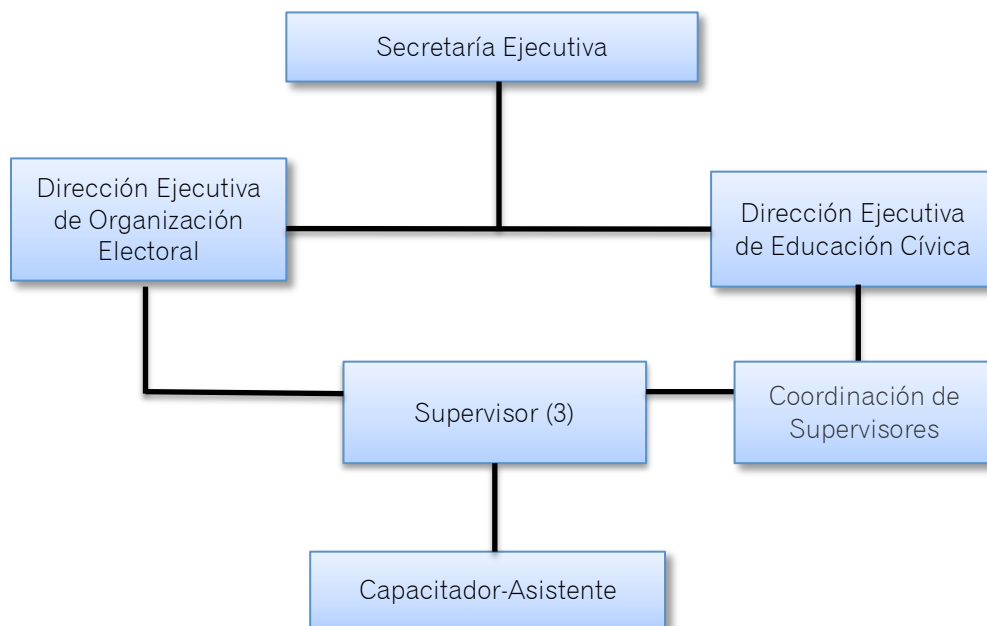 Secretaría Ejecutiva
Dirección Ejecutiva
de Organización
Electoral
Dirección Ejecutiva
de Educación Cívica
Supervisor (3)
Coordinación de
Supervisores
Capacitador-Asistente